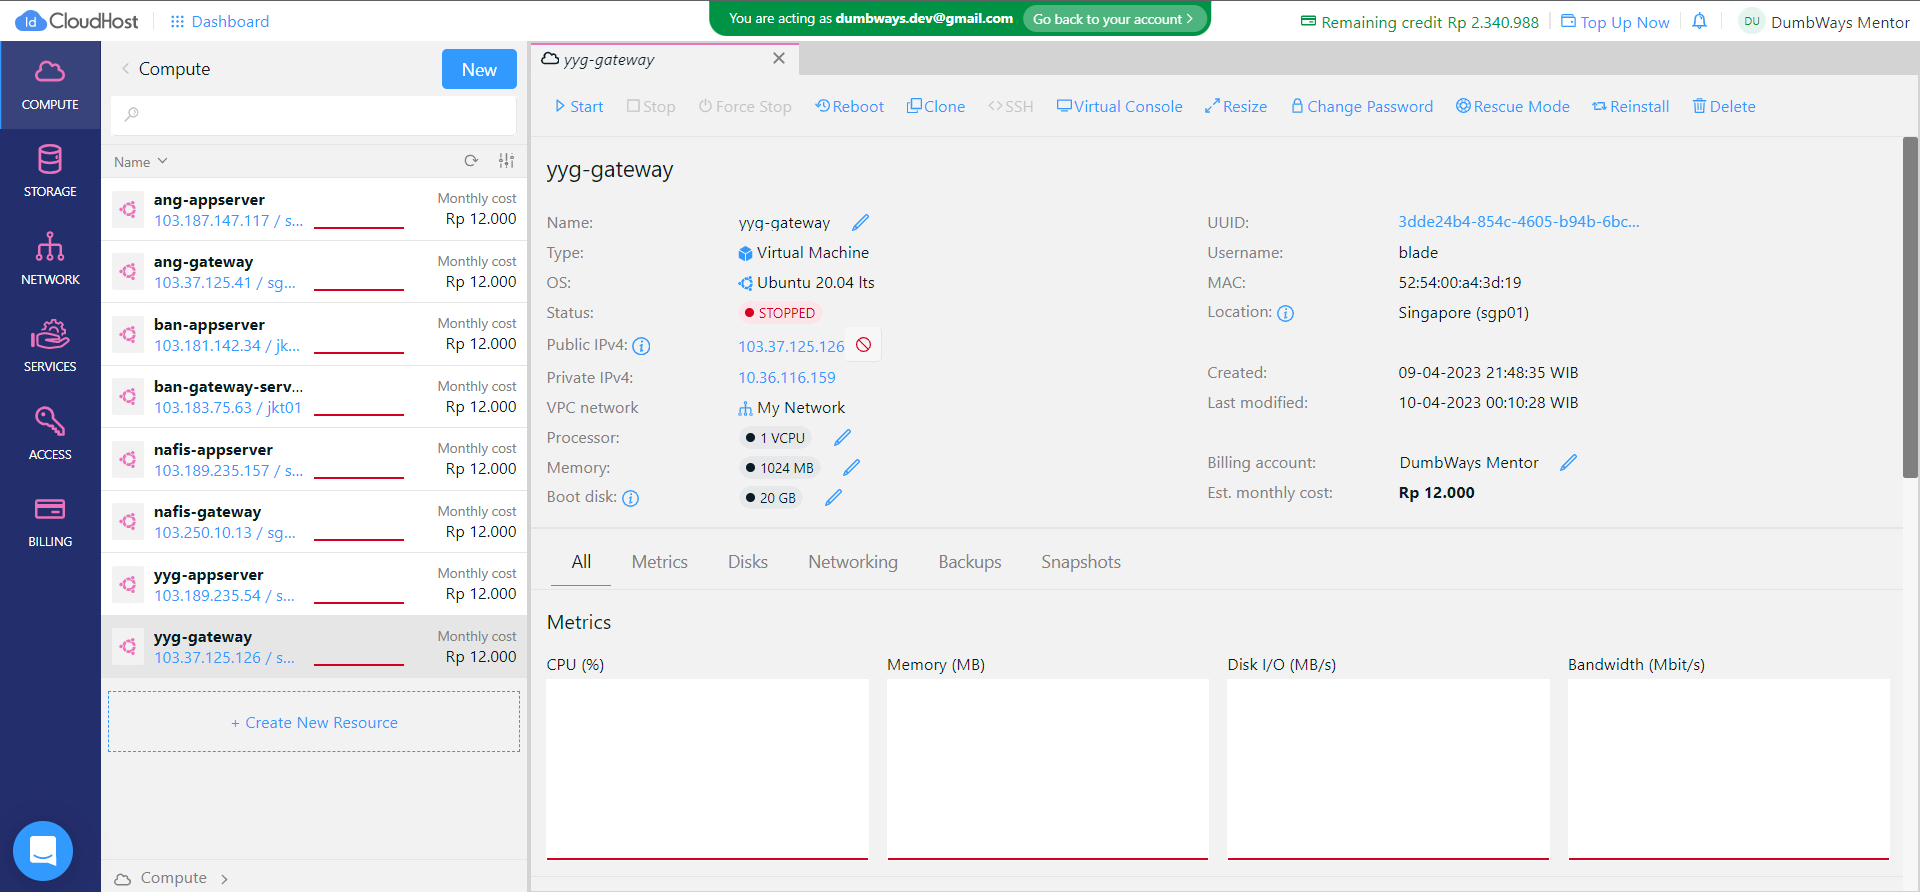 Id CloudHost
Dashboard
You are acting as dumbways.dev@gmail.com
Go back to your account >
Remaining credit Rp 2.340.988
Top Up Now
DU
DumbWays Mentor
COMPUTE
STORAGE
NETWORK
SERVICES
ACCESS
BILLING
Compute
New
Name
ang-appserver
103.187.147.117 / s...
Monthly cost
Rp 12.000
ang-gateway
103.37.125.41 / sg...
Monthly cost
Rp 12.000
ban-appserver
103.181.142.34 / jk...
Monthly cost
Rp 12.000
ban-gateway-serv...
103.183.75.63 / jkt01
Monthly cost
Rp 12.000
nafis-appserver
103.189.235.157 / s...
Monthly cost
Rp 12.000
nafis-gateway
103.250.10.13 / sg...
Monthly cost
Rp 12.000
yyg-appserver
103.189.235.54 / s...
Monthly cost
Rp 12.000
yyg-gateway
103.37.125.126 / s...
Monthly cost
Rp 12.000
+ Create New Resource
Compute
yyg-gateway
Start
Stop
Force Stop
Reboot
Clone
SSH
Virtual Console
Resize
Change Password
Rescue Mode
Reinstall
Delete
yyg-gateway
Name: yyg-gateway
Type: Virtual Machine
OS: Ubuntu 20.04 lts
Status: STOPPED
Public IPv4: 103.37.125.126
Private IPv4: 10.36.116.159
VPC network My Network
Processor: 1 VCPU
Memory: 1024 MB
Boot disk: 20 GB
UUID: 3dde24b4-854c-4605-b94b-6bc...
Username: blade
MAC: 52:54:00:a4:3d:19
Location: Singapore (sgp01)
Created: 09-04-2023 21:48:35 WIB
Last modified: 10-04-2023 00:10:28 WIB
Billing account: DumbWays Mentor
Est. monthly cost: Rp 12.000
All
Metrics
Disks
Networking
Backups
Snapshots
Metrics
CPU (%)
Memory (MB)
Disk I/O (MB/s)
Bandwidth (Mbit/s)